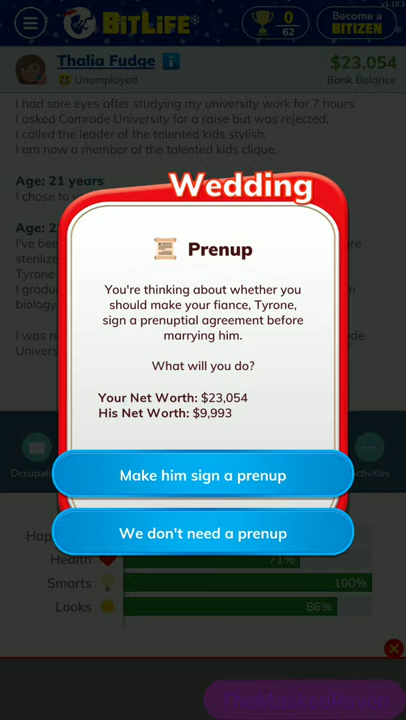 v1.18.1
BITLIFE
0
62
Become a
BITIZEN
Thalia Fudge
Unemployed
$23,054
Bank Balance
I had sore eyes after studying my university work for 7 hours.
I asked Comrade University for a raise but was rejected.
I called the leader of the talented kids stylish.
I am now a member of the talented kids clique.
Age: 21 years
I chose to
Age:
I've bee
sterilize
Tyrone
I gradu
biology
I was re
Univers
Wedding
Prenup
You're thinking about whether you
should make your fiance, Tyrone,
sign a prenuptial agreement before
marrying him.
What will you do?
Your Net Worth: $23,054
His Net Worth: $9,993
Make him sign a prenup
We don't need a prenup
Occupat
ctivities
Hap
Health
71%
Smarts
100%
Looks
86%